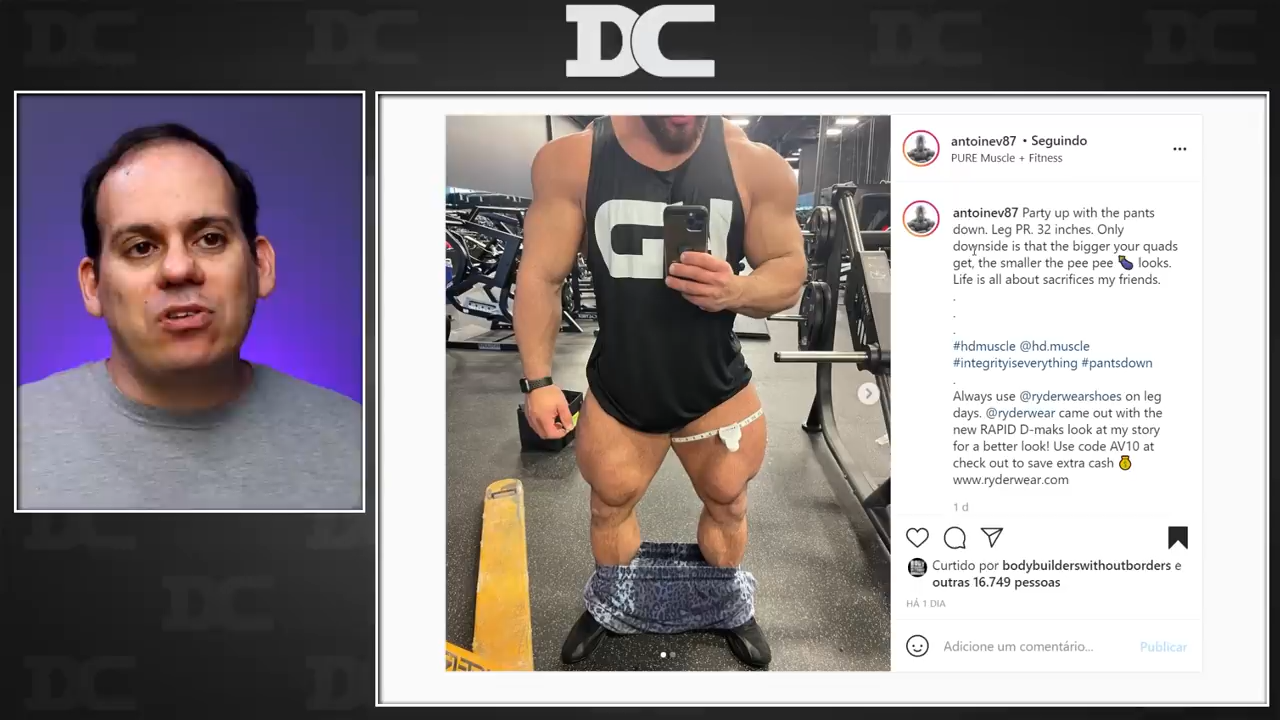 DC
GI
antoinev87 • Seguindo
PURE Muscle + Fitness
antoinev87 Party up with the pants
down. Leg PR. 32 inches. Only
downside is that the bigger your quads
get, the smaller the pee pee 🍆 looks.
Life is all about sacrifices my friends.
.
.
.
#hdmuscle @hd.muscle
#integrityiseverything #pantsdown
.
Always use @ryderwearshoes on leg
days. @ryderwear came out with the
new RAPID D-maks look at my story
for a better look! Use code AV10 at
check out to save extra cash 💰
www.ryderwear.com
1 d
Curtido por bodybuilderswithoutborders e
outras 16.749 pessoas
HÁ 1 DIA
Adicione um comentário...
Publicar